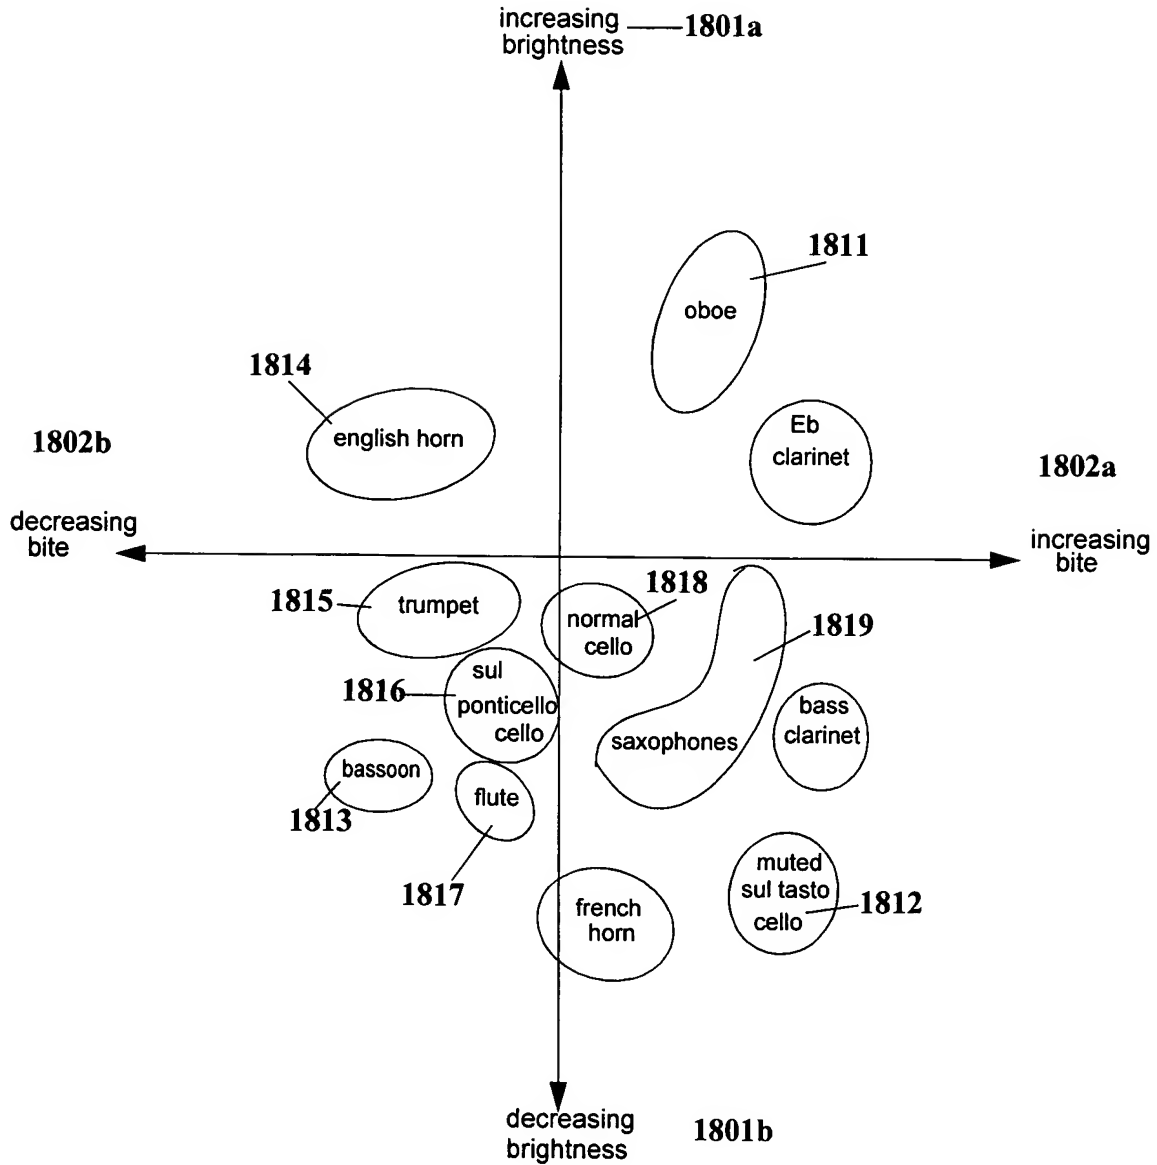 increasing
brightness
1801a
1811
oboe
1814
english horn
Eb
clarinet
1802b
1802a
decreasing
bite
increasing
bite
1815
trumpet
1818
normal
cello
1819
1816
sul
ponticello
cello
saxophones
bass
clarinet
bassoon
1813
flute
1817
french
horn
muted
sul tasto
cello
1812
decreasing
brightness
1801b